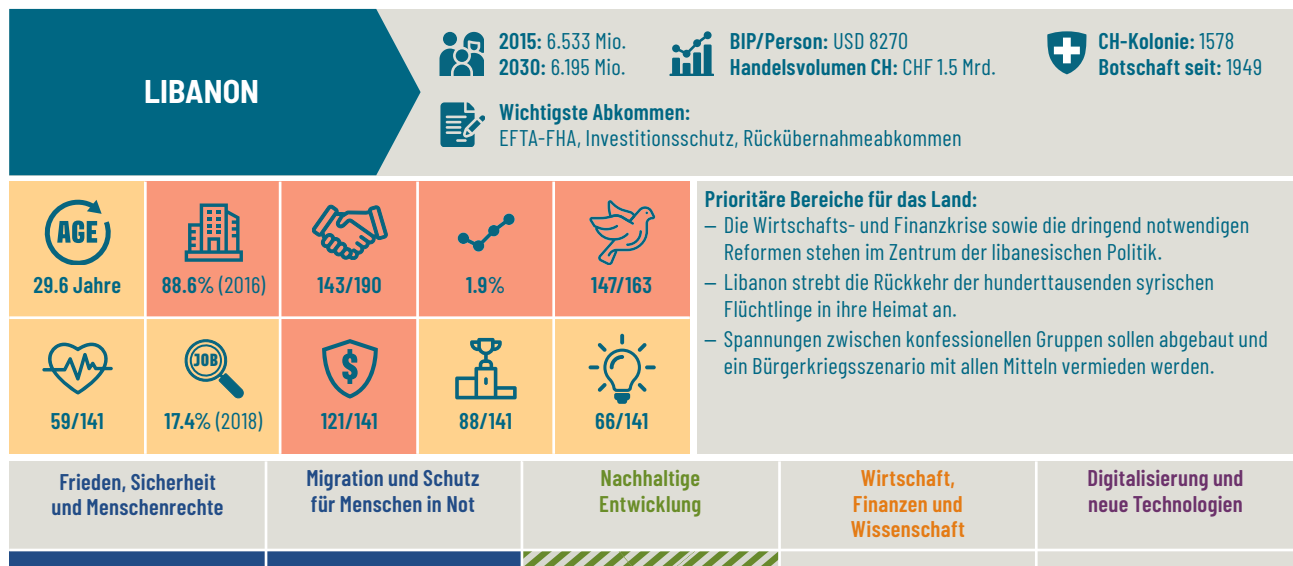 LIBANON
2015: 6.533 Mio.
2030: 6.195 Mio.
BIP/Person: USD 8270
Handelsvolumen CH: CHF 1.5 Mrd.
CH-Kolonie: 1578
Botschaft seit: 1949
Wichtigste Abkommen:
EFTA-FHA, Investitionsschutz, Rückübernahmeabkommen
AGE
29.6 Jahre
88.6% (2016)
143/190
1.9%
147/163
59/141
JOB
17.4% (2018)
$
121/141
88/141
66/141
Prioritäre Bereiche für das Land:
– Die Wirtschafts- und Finanzkrise sowie die dringend notwendigen
Reformen stehen im Zentrum der libanesischen Politik.
– Libanon strebt die Rückkehr der hunderttausenden syrischen
Flüchtlinge in ihre Heimat an.
– Spannungen zwischen konfessionellen Gruppen sollen abgebaut und
ein Bürgerkriegsszenario mit allen Mitteln vermieden werden.
Frieden, Sicherheit
und Menschenrechte
Migration und Schutz
für Menschen in Not
Nachhaltige
Entwicklung
Wirtschaft,
Finanzen und
Wissenschaft
Digitalisierung und
neue Technologien